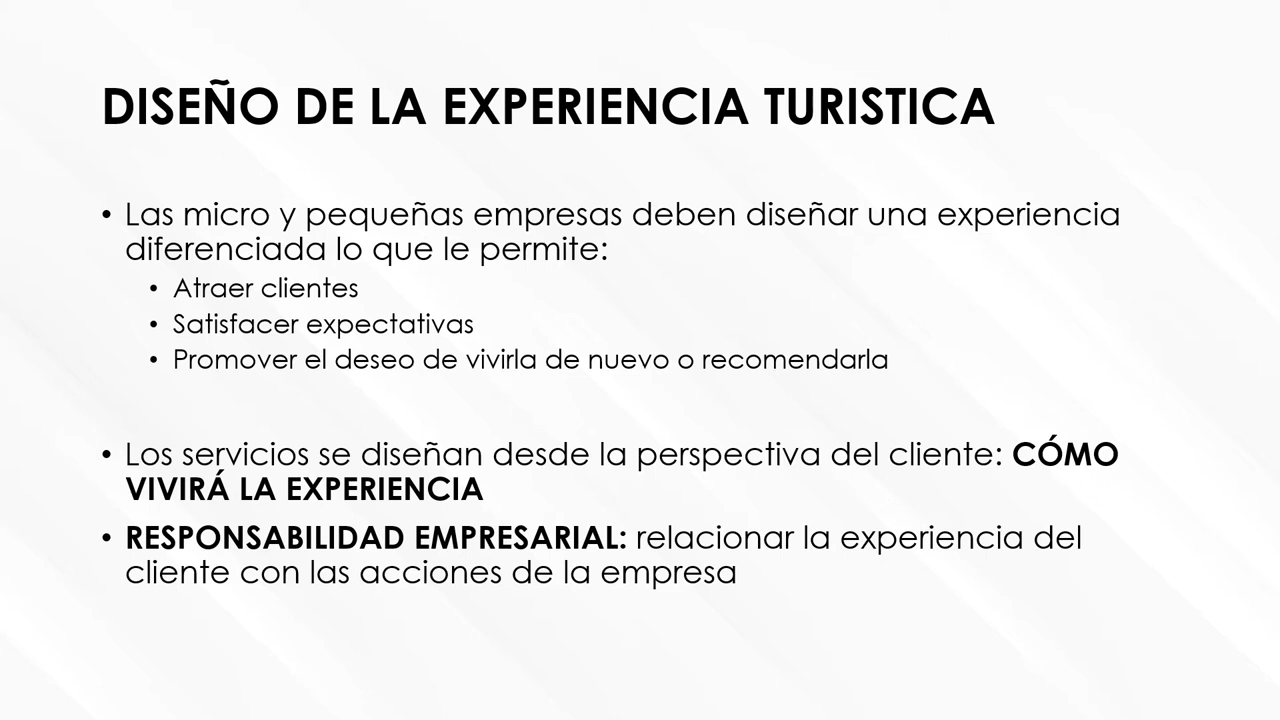 DISEÑO DE LA EXPERIENCIA TURISTICA
• Las micro y pequeñas empresas deben diseñar una experiencia
diferenciada lo que le permite:
• Atraer clientes
• Satisfacer expectativas
• Promover el deseo de vivirla de nuevo o recomendarla
• Los servicios se diseñan desde la perspectiva del cliente: CÓMO
VIVIRÁ LA EXPERIENCIA
• RESPONSABILIDAD EMPRESARIAL: relacionar la experiencia del
cliente con las acciones de la empresa